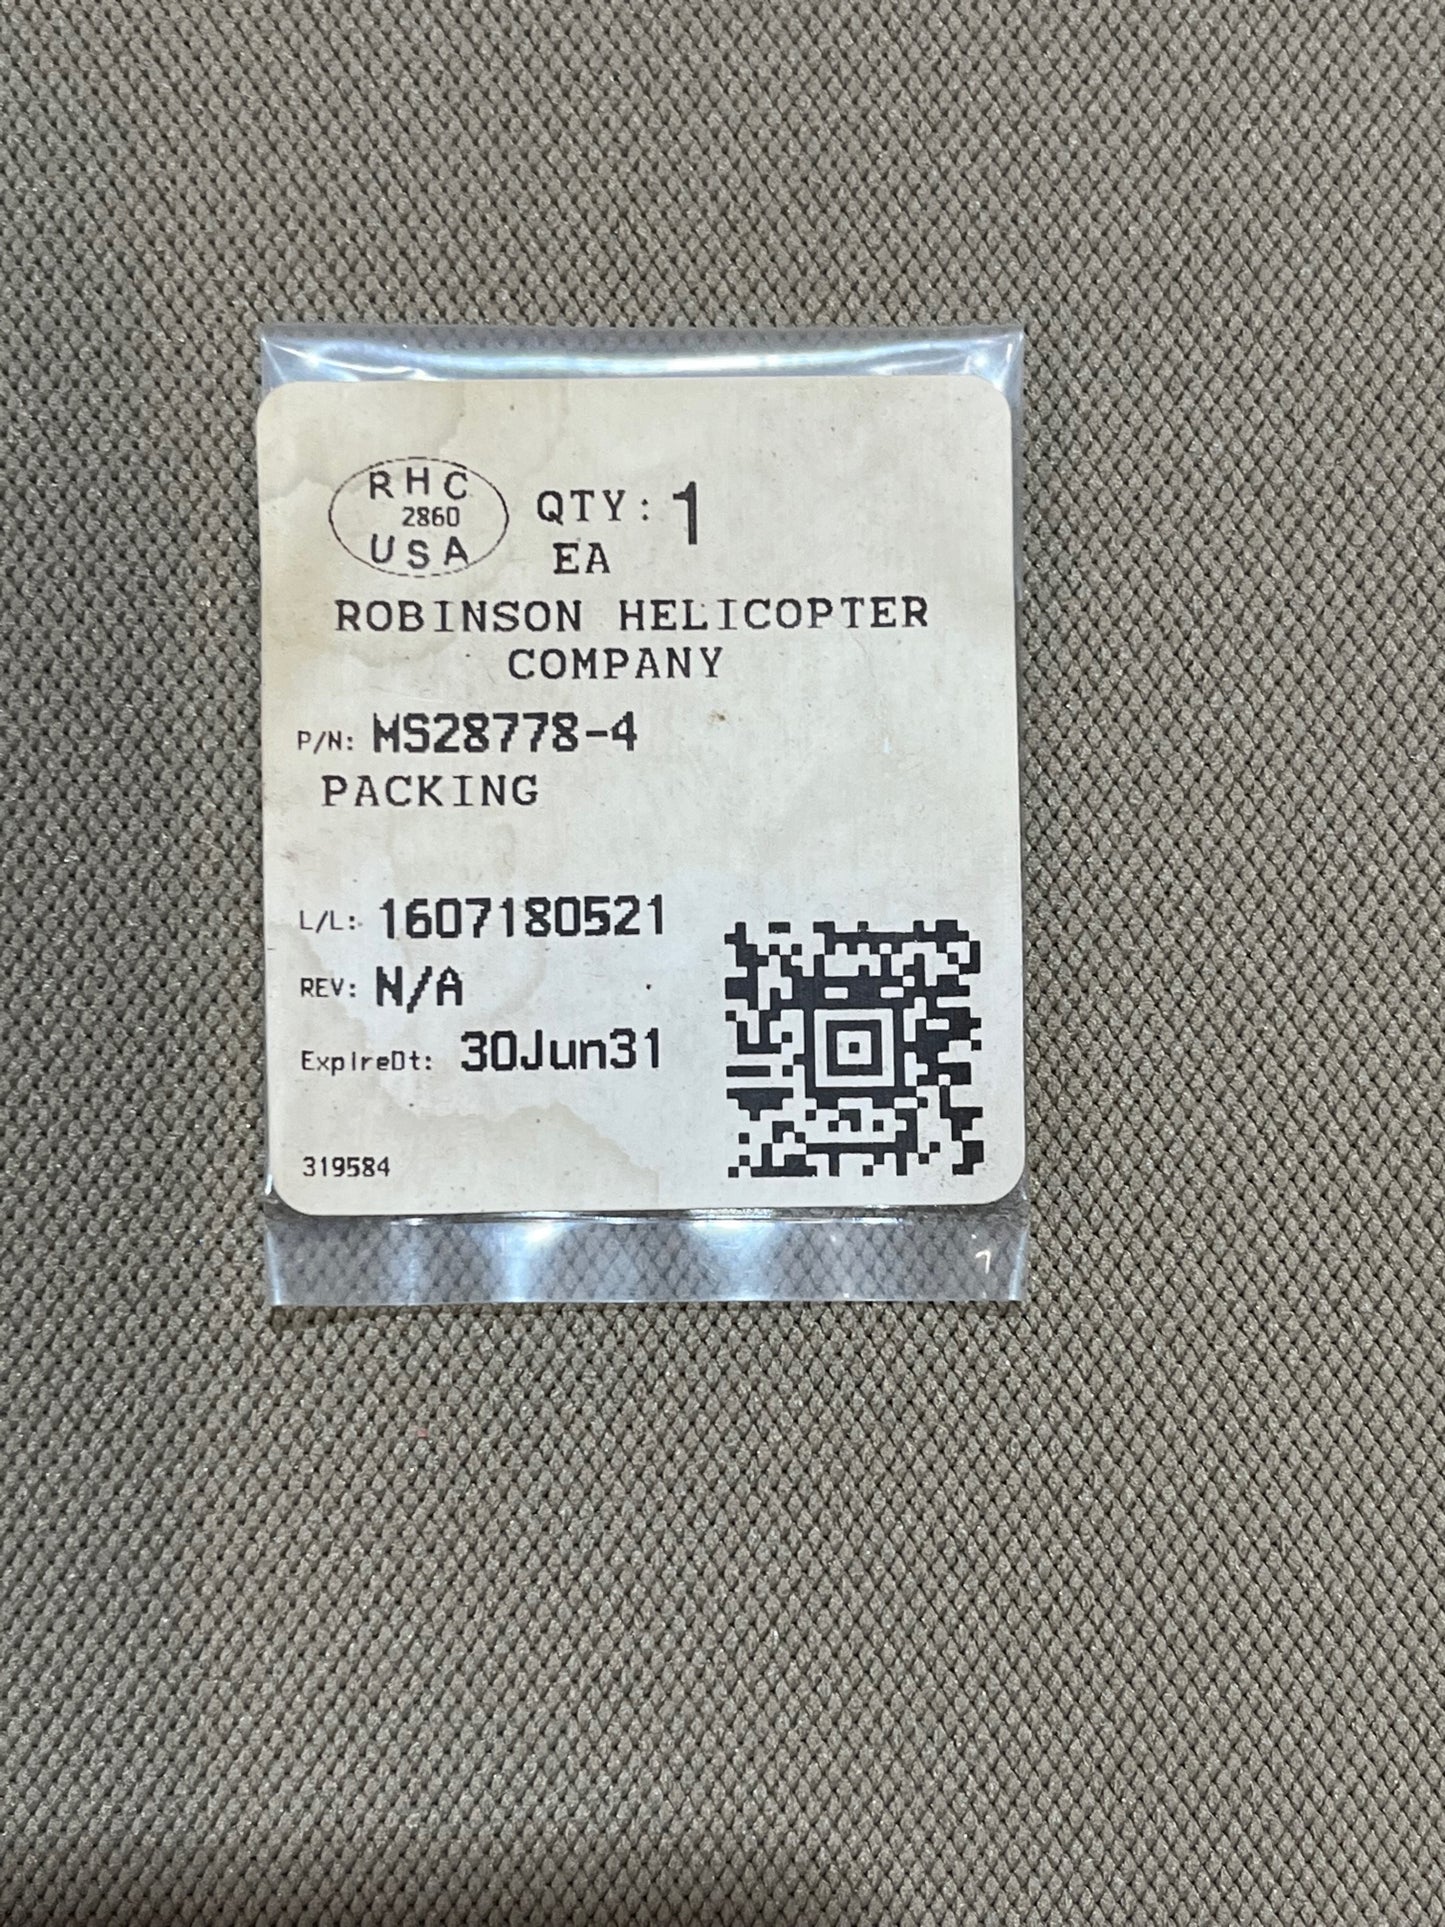 RHC
2860
USA
QTY: 1
EA
ROBINSON HELICOPTER
COMPANY
P/N: MS28778-4
PACKING
L/L: 1607180521
REV: N/A
ExpireDt: 30Jun31
319584